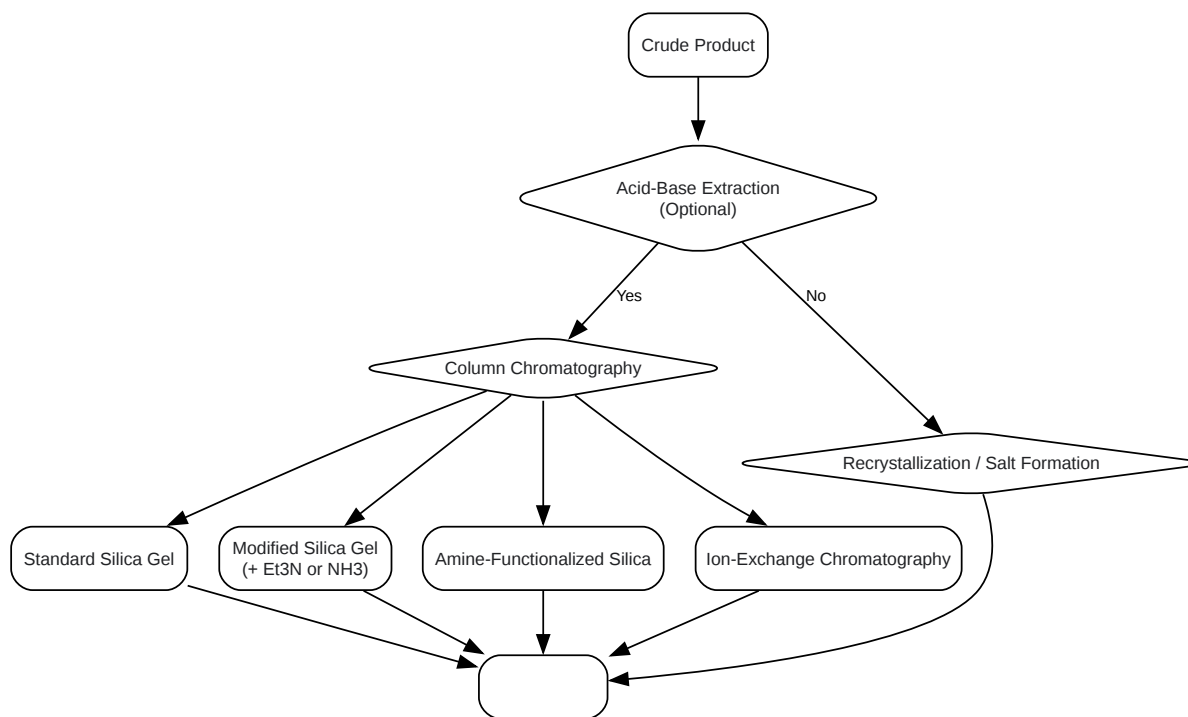 Crude Product
Acid-Base Extraction
(Optional)
Yes
No
Column Chromatography
Recrystallization / Salt Formation
Standard Silica Gel
Modified Silica Gel
(+ Et3N or NH3)
Amine-Functionalized Silica
Ion-Exchange Chromatography